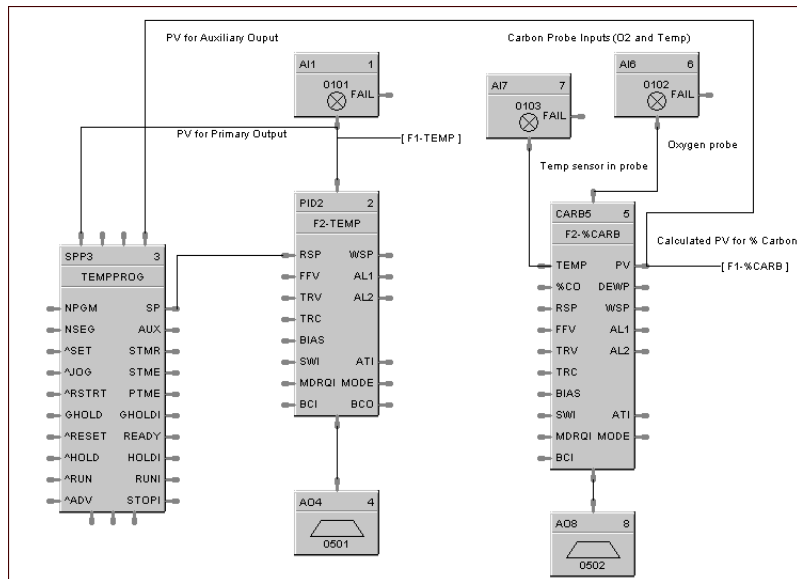 PV for Auxiliary Ouput
Carbon Probe Inputs (O2 and Temp)
AI1 1
0101
FAIL
AI7 7
0103
FAIL
AI6 6
0102
FAIL
PV for Primary Output
[ F1-TEMP ]
Temp sensor in probe
Oxygen probe
PID2 2
F2-TEMP
RSP WSP
FFV AL1
TRV AL2
TRC
BIAS
SWI ATI
MDRQI MODE
BCI BCO
CARB5 5
F2-%CARB
TEMP PV
%CO DEWP
RSP WSP
FFV AL1
TRV AL2
TRC
BIAS
SWI ATI
MDRQI MODE
BCI
Calculated PV for % Carbon
[ F1-%CARB ]
SPP3 3
TEMPPROG
NPGM SP
NSEG AUX
^SET STMR
^JOG STME
^RSTRT PTME
GHOLD GHOLDI
^RESET READY
^HOLD HOLDI
^RUN RUNI
^ADV STOPI
AO4 4
0501
AO8 8
0502